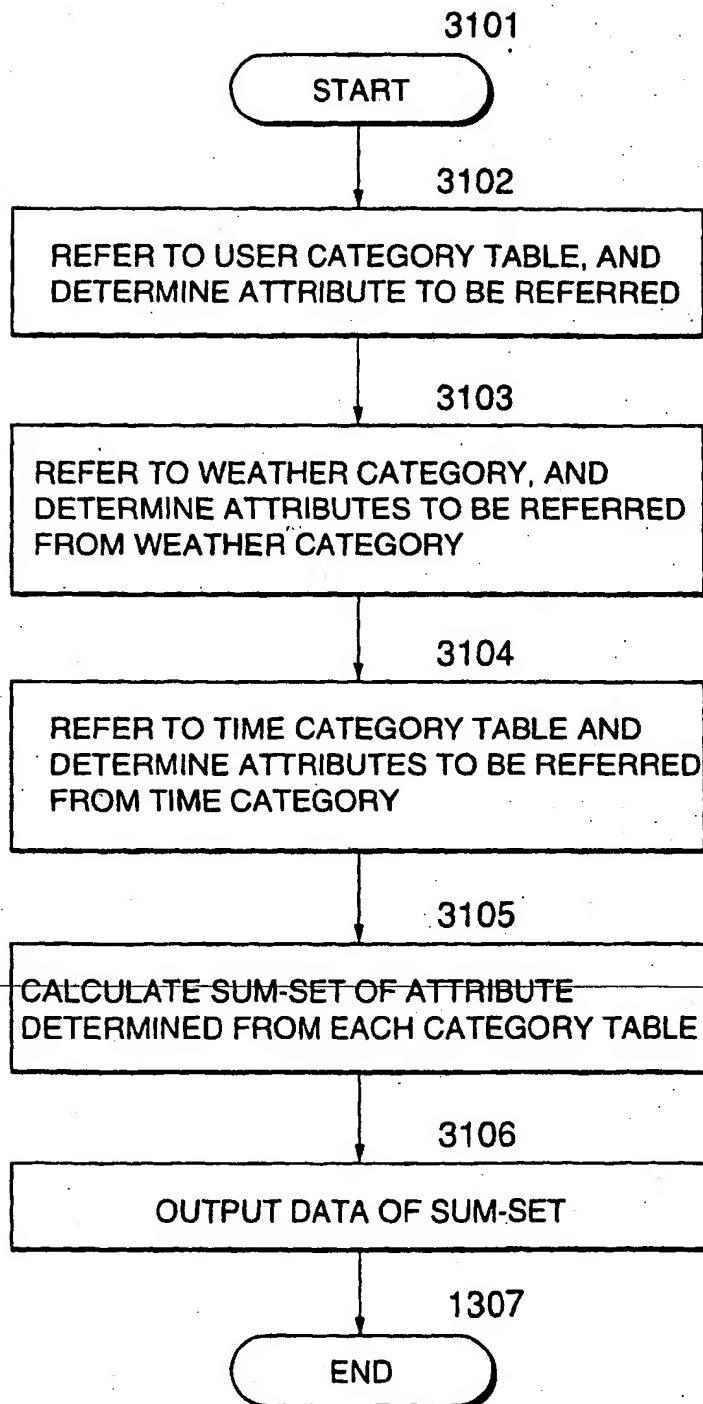 3101
START
3102
REFER TO USER CATEGORY TABLE, AND
DETERMINE ATTRIBUTE TO BE REFERRED
3103
REFER TO WEATHER CATEGORY, AND
DETERMINE ATTRIBUTES TO BE REFERRED
FROM WEATHER CATEGORY
3104
REFER TO TIME CATEGORY TABLE AND
DETERMINE ATTRIBUTES TO BE REFERRED
FROM TIME CATEGORY
3105
CALCULATE SUM-SET OF ATTRIBUTE
DETERMINED FROM EACH CATEGORY TABLE
3106
OUTPUT DATA OF SUM-SET
1307
END